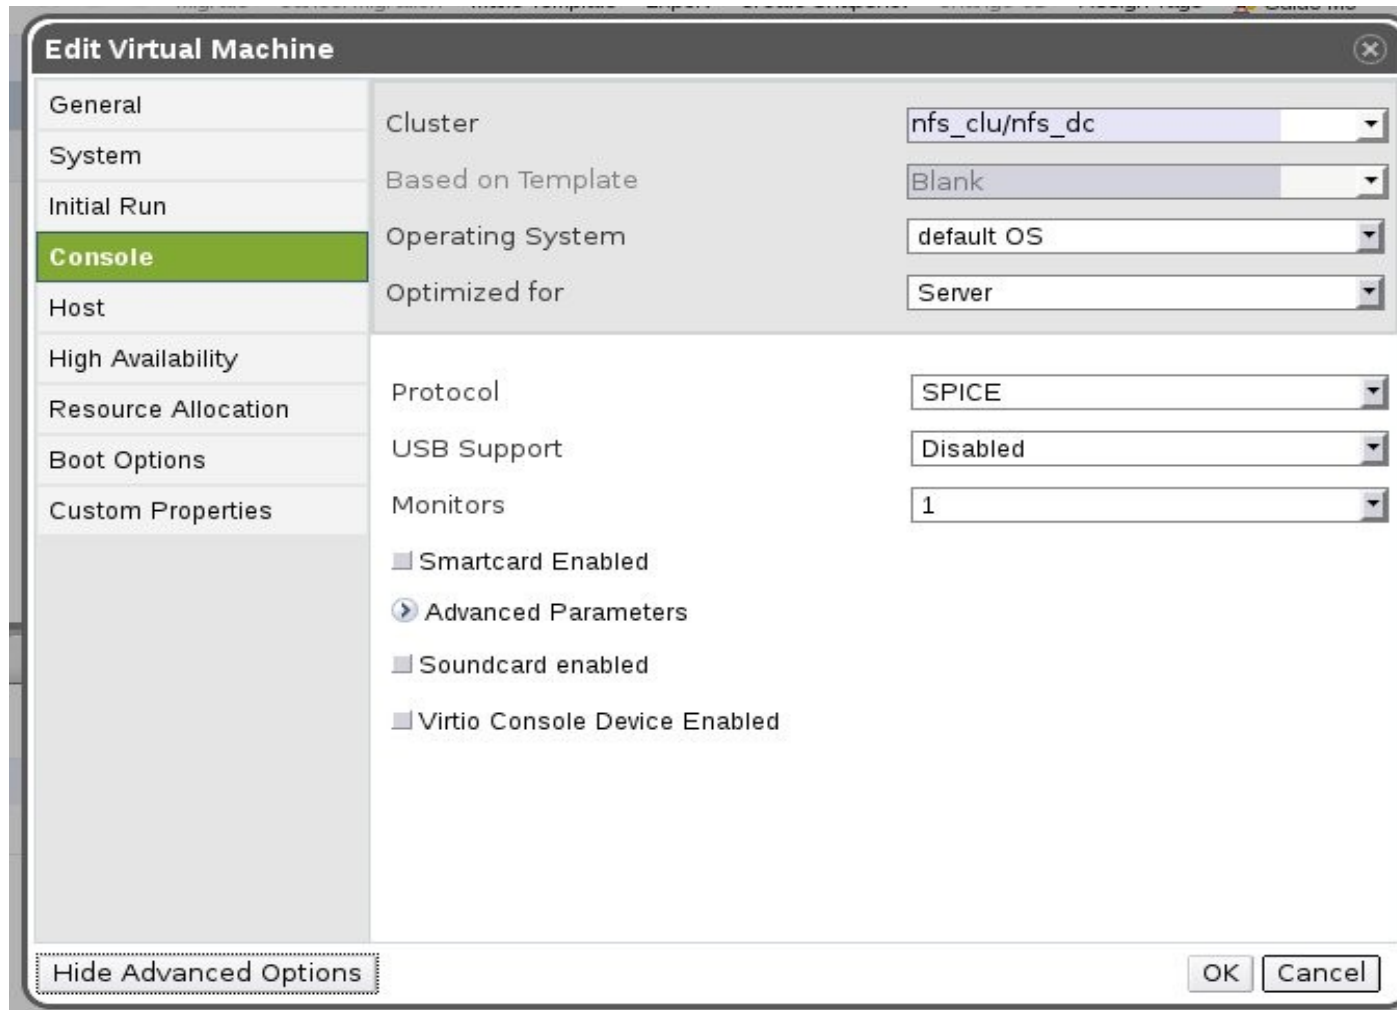 Edit Virtual Machine
General
System
Initial Run
Console
Host
High Availability
Resource Allocation
Boot Options
Custom Properties
Cluster nfs_clu/nfs_dc
Based on Template Blank
Operating System default OS
Optimized for Server
Protocol SPICE
USB Support Disabled
Monitors 1
Smartcard Enabled
Advanced Parameters
Soundcard enabled
Virtio Console Device Enabled
Hide Advanced Options OK Cancel